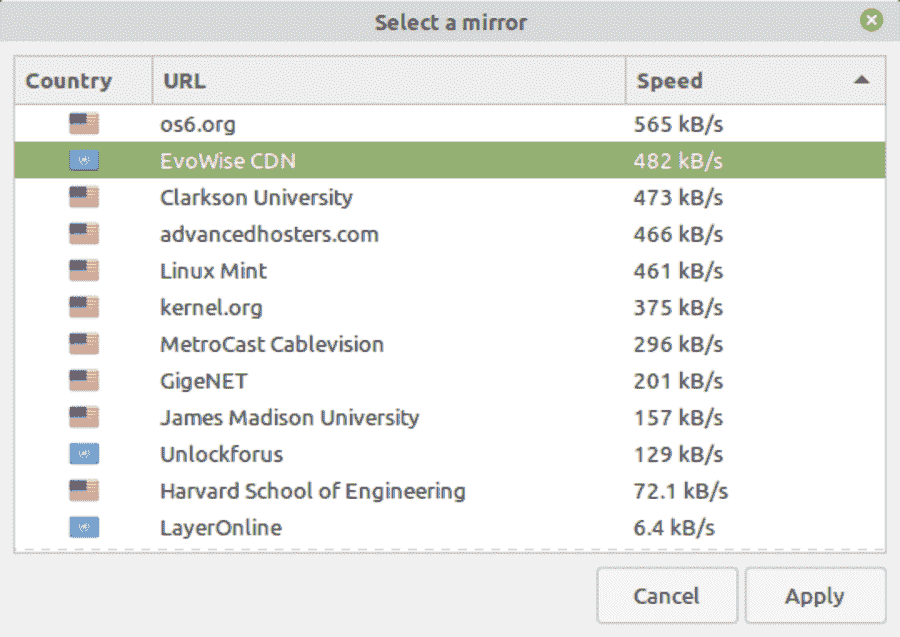 Select a mirror
Country URL Speed
os6.org 565 kB/s
EvoWise CDN 482 kB/s
Clarkson University 473 kB/s
advancedhosters.com 466 kB/s
Linux Mint 461 kB/s
kernel.org 375 kB/s
MetroCast Cablevision 296 kB/s
GigeNET 201 kB/s
James Madison University 157 kB/s
Unlockforus 129 kB/s
Harvard School of Engineering 72.1 kB/s
LayerOnline 6.4 kB/s
Cancel Apply